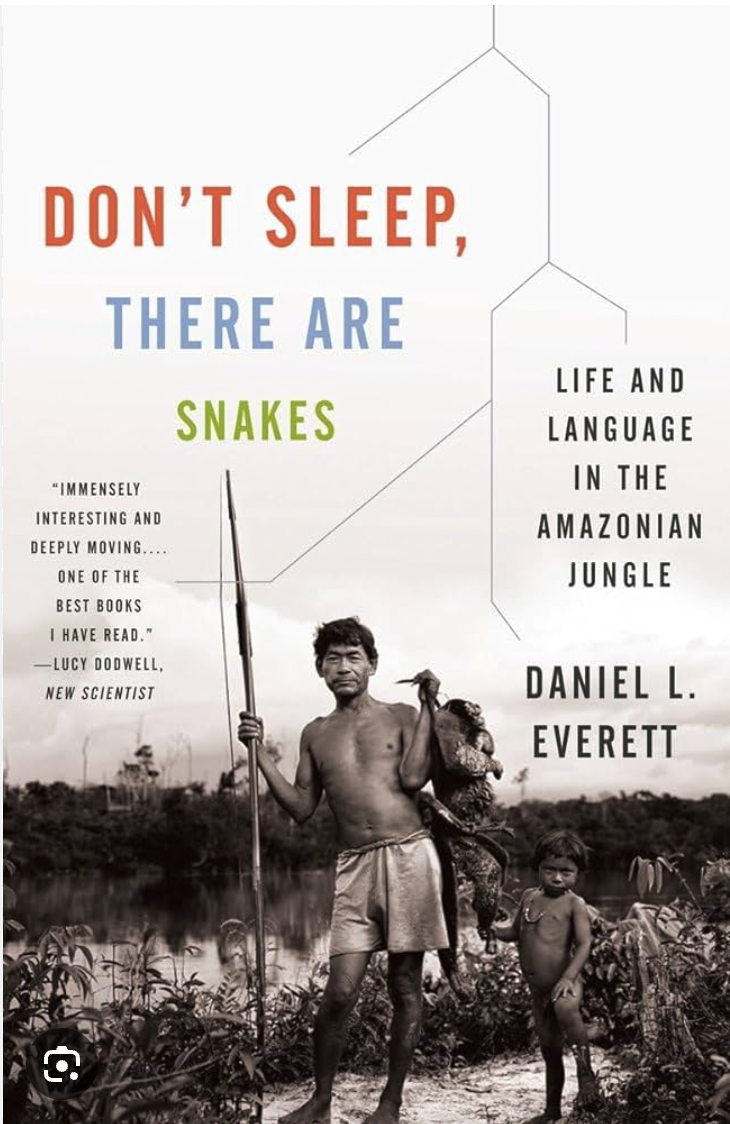 DON'T SLEEP,
THERE ARE
SNAKES
LIFE AND
LANGUAGE
IN THE
AMAZONIAN
JUNGLE
"IMMENSELY
INTERESTING AND
DEEPLY MOVING....
ONE OF THE
BEST BOOKS
I HAVE READ."
—LUCY DODWELL,
NEW SCIENTIST
DANIEL L.
EVERETT